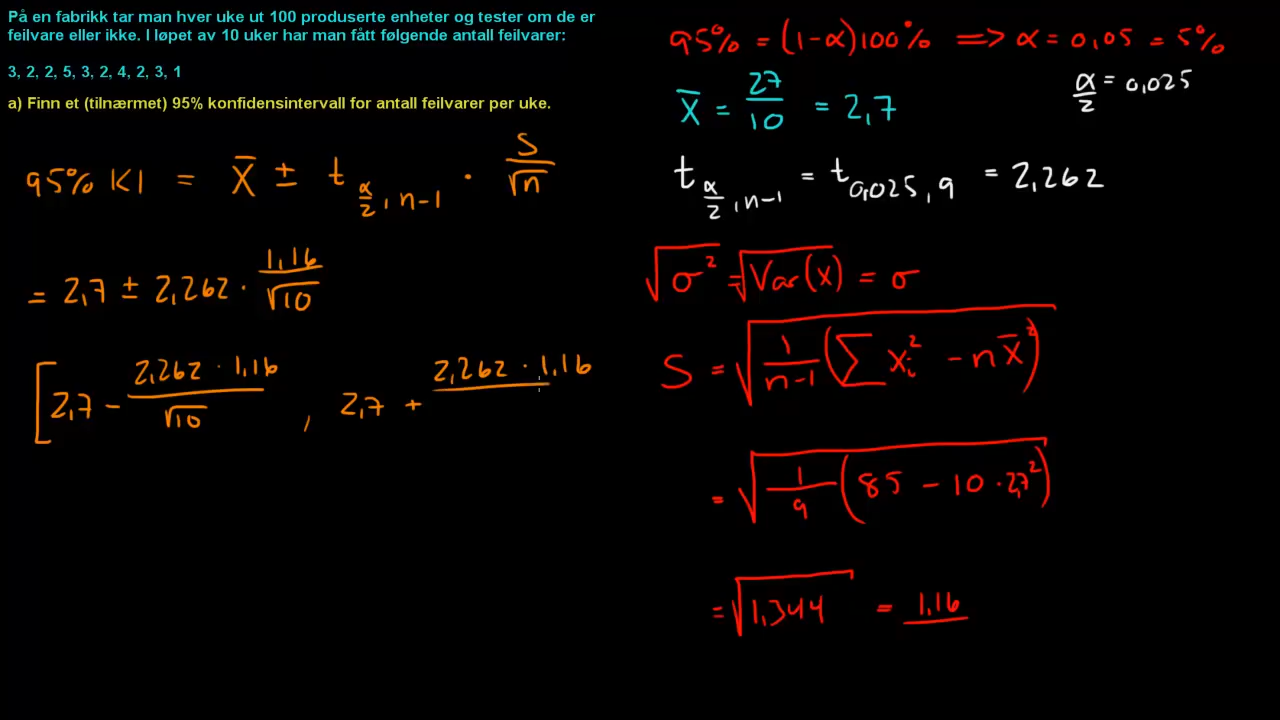 På en fabrikk tar man hver uke ut 100 produserte enheter og tester om de er
feilvare eller ikke. I løpet av 10 uker har man fått følgende antall feilvarer:
3, 2, 2, 5, 3, 2, 4, 2, 3, 1
a) Finn et (tilnærmet) 95% konfidensintervall for antall feilvarer per uke.
95% KI = X̄ ± t_{α/2, n-1} · S/√n
= 2,7 ± 2,262 · 1,16/√10
[2,7 - 2,262 · 1,16/√10 , 2,7 + 2,262 · 1,16
95% = (1-α)100% => α = 0,05 = 5%
α/2 = 0,025
X̄ = 27/10 = 2,7
t_{α/2, n-1} = t_{0,025, 9} = 2,262
√σ² = √Var(x) = σ
S = √(1/(n-1) (∑ xᵢ² - n x̄²))
= √(1/9 (85 - 10 · 2,7²))
= √1,344 = 1,16